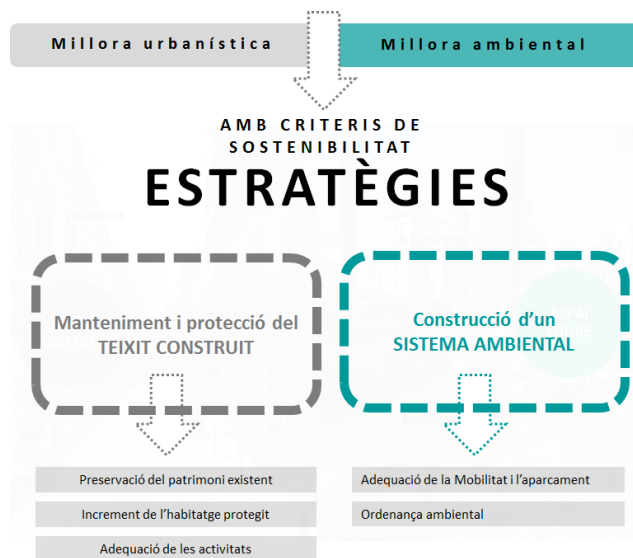 Millora urbanística
Millora ambiental
AMB CRITERIS DE
SOSTENIBILITAT
ESTRATÈGIES
Manteniment i protecció del
TEIXIT CONSTRUIT
Construcció d'un
SISTEMA AMBIENTAL
Preservació del patrimoni existent
Increment de l'habitatge protegit
Adequació de les activitats
Adequació de la Mobilitat i l'aparcament
Ordenança ambiental